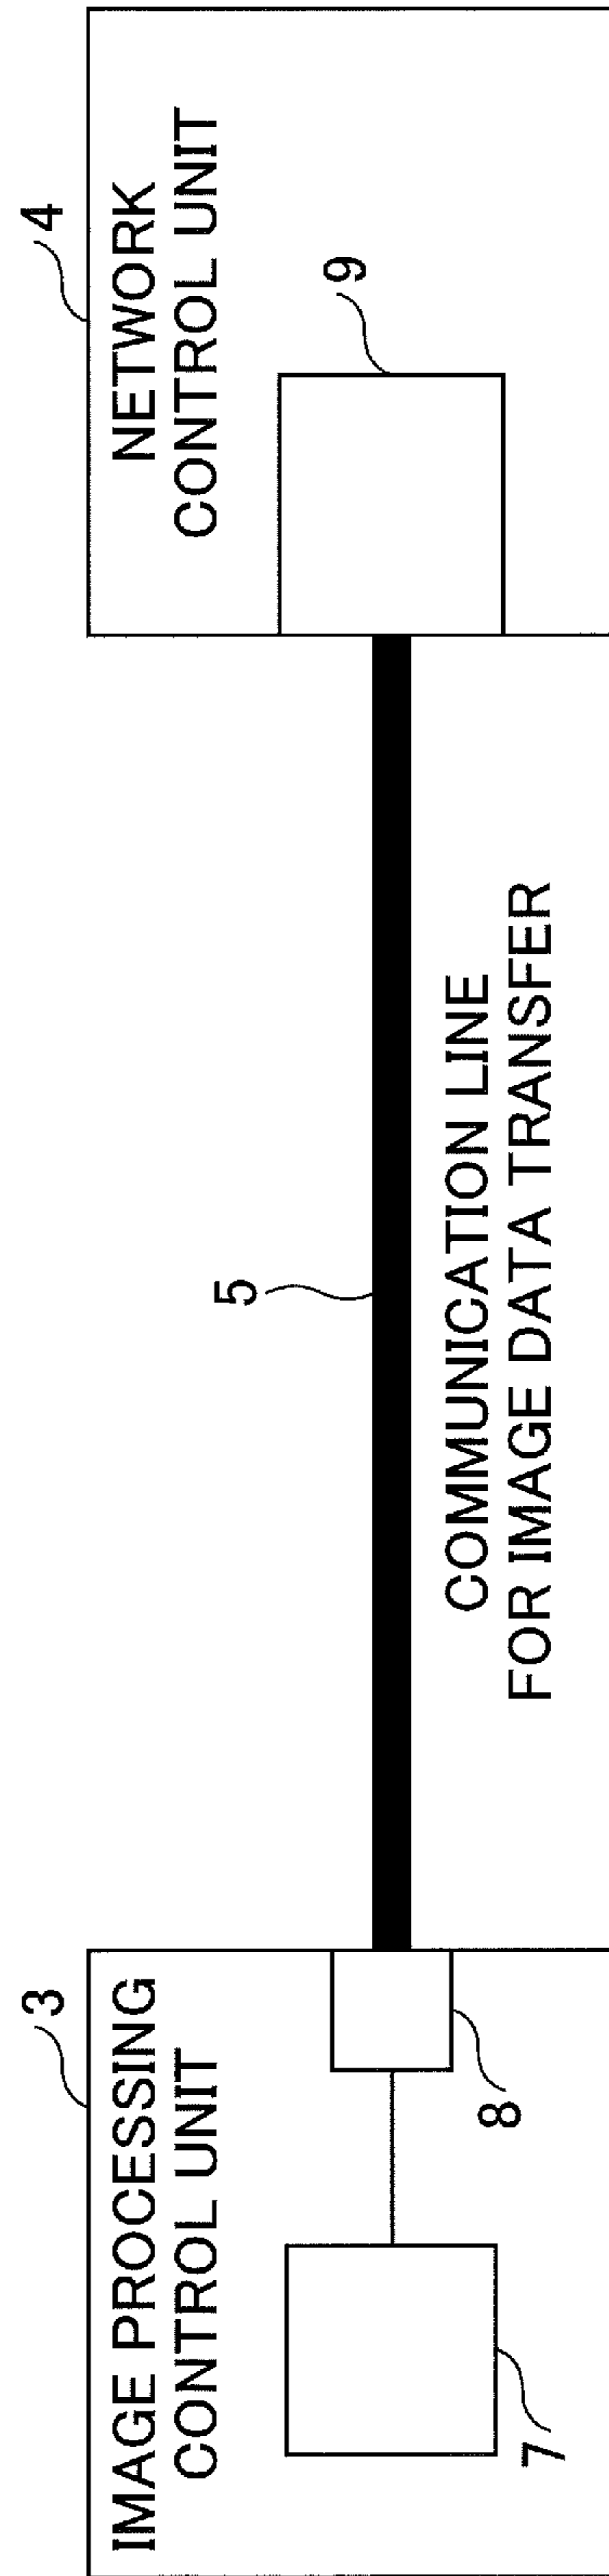 IMAGE PROCESSING
CONTROL UNIT
3
7
8
5
COMMUNICATION LINE
FOR IMAGE DATA TRANSFER
NETWORK
CONTROL UNIT
4
9